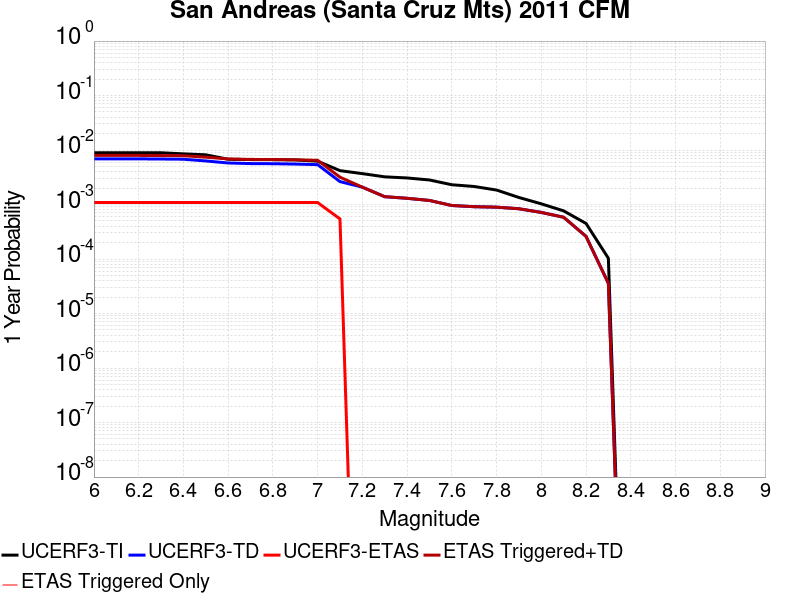 San Andreas (Santa Cruz Mts) 2011 CFM
10 0
10 -1
10 -2
10 -3
10 -4
10 -5
10 -6
10 -7
10 -8
1 Year Probability
6 6.2 6.4 6.6 6.8 7 7.2 7.4 7.6 7.8 8 8.2 8.4 8.6 8.8 9
Magnitude
UCERF3-TI UCERF3-TD UCERF3-ETAS ETAS Triggered+TD
ETAS Triggered Only